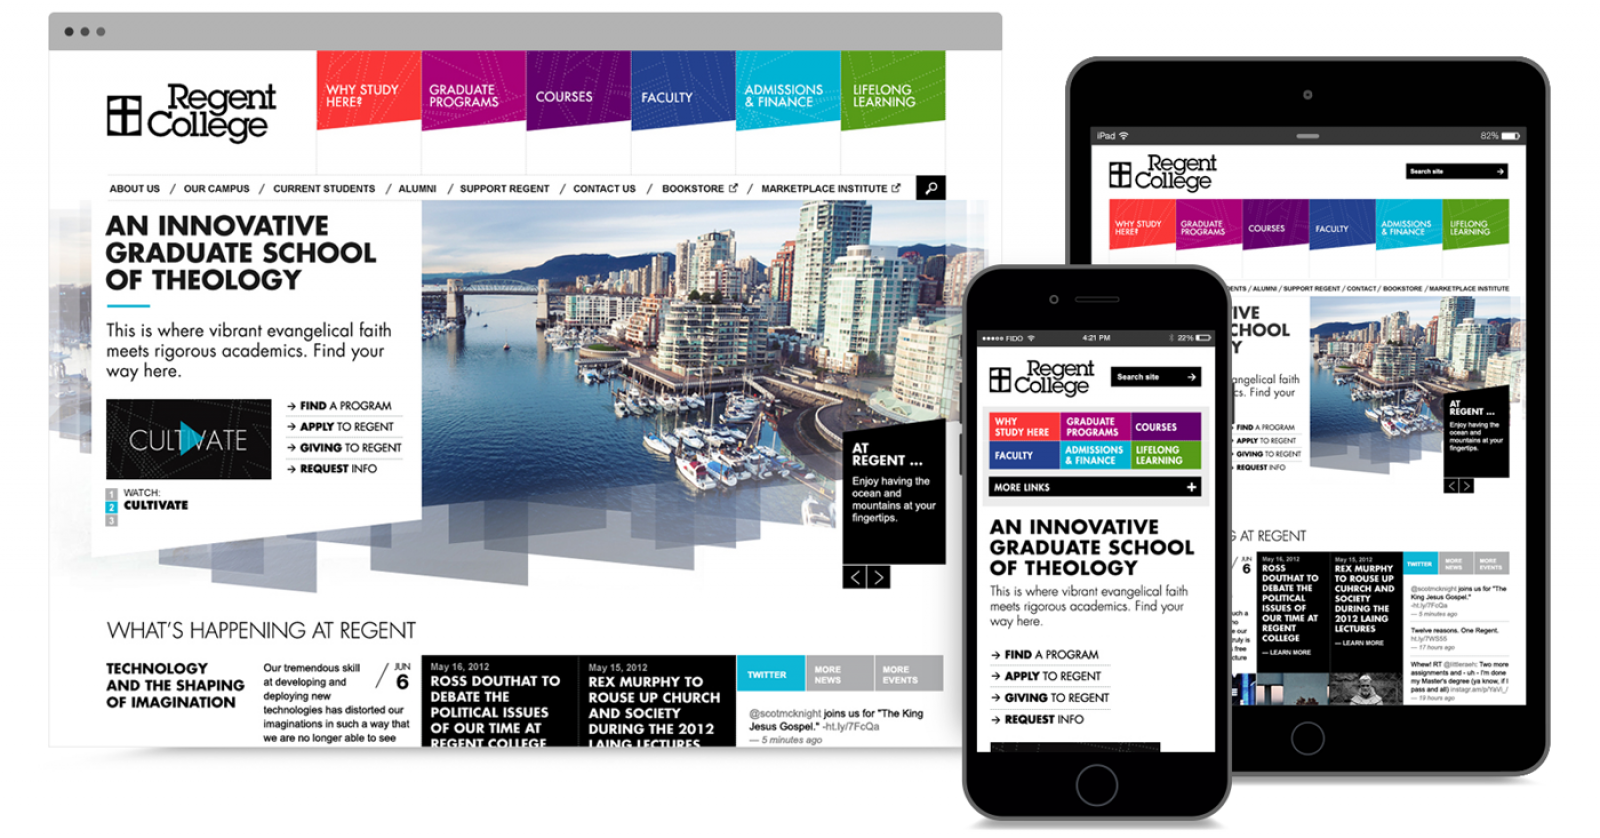 Regent
College
WHY STUDY
HERE?
GRADUATE
PROGRAMS
COURSES
FACULTY
ADMISSIONS
& FINANCE
LIFELONG
LEARNING
ABOUT US / OUR CAMPUS / CURRENT STUDENTS / ALUMNI / SUPPORT REGENT / CONTACT US / BOOKSTORE / MARKETPLACE INSTITUTE
AN INNOVATIVE
GRADUATE SCHOOL
OF THEOLOGY
This is where vibrant evangelical faith
meets rigorous academics. Find your
way here.
CULTIVATE
→ FIND A PROGRAM
→ APPLY TO REGENT
→ GIVING TO REGENT
→ REQUEST INFO
1
2
3
WATCH:
CULTIVATE
AT
REGENT ...
Enjoy having the
ocean and
mountains at your
fingertips.
WHAT'S HAPPENING AT REGENT
TECHNOLOGY
AND THE SHAPING
OF IMAGINATION
Our tremendous skill
at developing and
deploying new
technologies has distorted our
imaginations in such a way that
we are no longer able to see
/ JUN
6
May 16, 2012
ROSS DOUTHAT TO
DEBATE THE
POLITICAL ISSUES
OF OUR TIME AT
REGENT COLLEGE
May 15, 2012
REX MURPHY TO
ROUSE UP CHURCH
AND SOCIETY
DURING THE 2012
LAING LECTURES
TWITTER
MORE
NEWS
MORE
EVENTS
@scotmcknight joins us for "The King
Jesus Gospel." -ht.ly/7FcQa
— 5 minutes ago
FIDO
4:21 PM
22%
Regent
College
Search site →
WHY
STUDY HERE
GRADUATE
PROGRAMS
COURSES
FACULTY
ADMISSIONS
& FINANCE
LIFELONG
LEARNING
MORE LINKS +
AN INNOVATIVE
GRADUATE SCHOOL
OF THEOLOGY
This is where vibrant evangelical faith
meets rigorous academics. Find your
way here.
→ FIND A PROGRAM
→ APPLY TO REGENT
→ GIVING TO REGENT
→ REQUEST INFO
iPad
82%
Regent
College
Search site →
WHY STUDY
HERE?
GRADUATE
PROGRAMS
COURSES
FACULTY
ADMISSIONS
& FINANCE
LIFELONG
LEARNING
ENTS / ALUMNI / SUPPORT REGENT / CONTACT / BOOKSTORE / MARKETPLACE INSTITUTE
IVE
CHOOL
Y
angelical faith
cs. Find your
FIND A PROGRAM
APPLY TO REGENT
GIVING TO REGENT
REQUEST INFO
AT
REGENT ...
Enjoy having the
ocean and
mountains at your
fingertips.
G AT REGENT
/ JUN
6
May 16, 2012
ROSS
DOUTHAT TO
DEBATE THE
POLITICAL
ISSUES OF
OUR TIME AT
REGENT
COLLEGE
— LEARN MORE
May 15, 2012
REX MURPHY
TO ROUSE UP
CUHRCH AND
SOCIETY
DURING THE
2012 LAING
LECTURES
— LEARN MORE
TWITTER
MORE
NEWS
MORE
EVENTS
@scotmcknight joins us for "The
King Jesus Gospel."
-ht.ly/7FcQa
— 5 minutes ago
Twelve reasons. One Regent.
ht.ly/7WS55
— 17 hours ago
Whew! RT @littleraeh: Two more
assignments and - uh - I'm done
my Master's degree (ya know, if I
pass and all)
— 19 hours ago